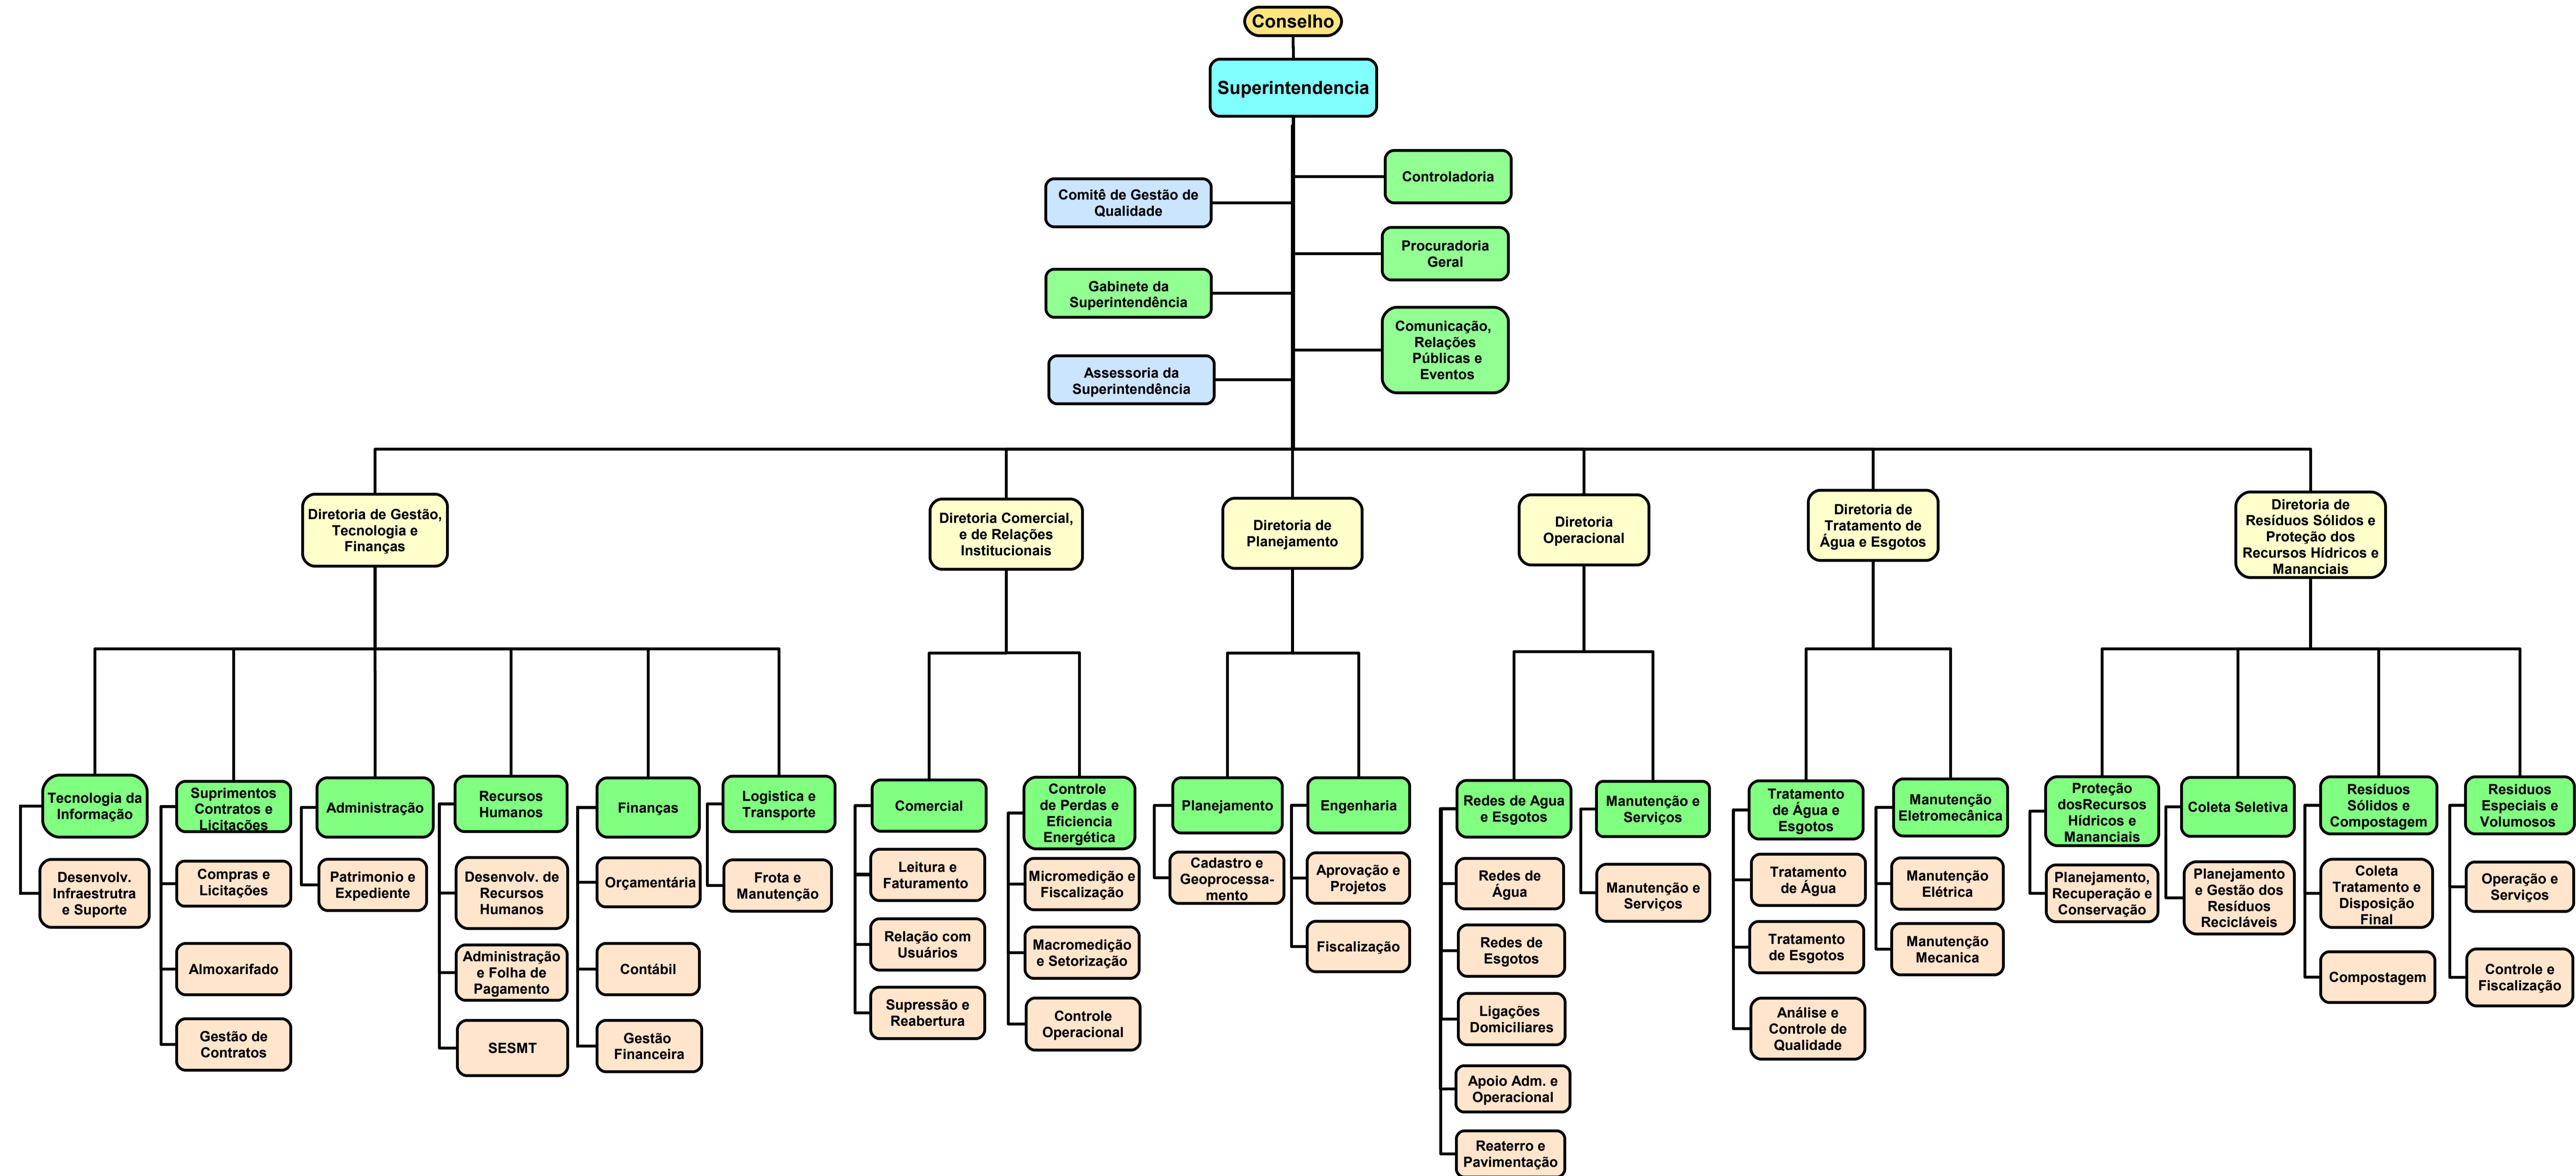 Conselho
Superintendencia
Controladoria
Comitê de Gestão de
Qualidade
Procuradoria
Geral
Gabinete da
Superintendência
Comunicação,
Relações
Públicas e
Eventos
Assessoria da
Superintendência
Diretoria de Gestão,
Tecnologia e
Finanças
Diretoria Comercial,
e de Relações
Institucionais
Diretoria de
Planejamento
Diretoria
Operacional
Diretoria de
Tratamento de
Água e Esgotos
Diretoria de
Resíduos Sólidos e
Proteção dos
Recursos Hídricos e
Mananciais
Tecnologia da
Informação
Desenvolv.
Infraestrutra
e Suporte
Suprimentos
Contratos e
Licitações
Compras e
Licitações
Almoxarifado
Gestão de
Contratos
Administração
Patrimonio e
Expediente
Recursos
Humanos
Desenvolv. de
Recursos
Humanos
Administração
e Folha de
Pagamento
SESMT
Finanças
Orçamentária
Contábil
Gestão
Financeira
Logistica e
Transporte
Frota e
Manutenção
Comercial
Leitura e
Faturamento
Relação com
Usuários
Supressão e
Reabertura
Controle
de Perdas e
Eficiencia
Energética
Micromedição e
Fiscalização
Macromedição
e Setorização
Controle
Operacional
Planejamento
Cadastro e
Geoprocessa-
mento
Engenharia
Aprovação e
Projetos
Fiscalização
Redes de Agua
e Esgotos
Redes de
Água
Redes de
Esgotos
Ligações
Domiciliares
Apoio Adm. e
Operacional
Reaterro e
Pavimentação
Manutenção e
Serviços
Manutenção e
Serviços
Tratamento
de Água e
Esgotos
Tratamento
de Água
Tratamento
de Esgotos
Análise e
Controle de
Qualidade
Manutenção
Eletromecânica
Manutenção
Elétrica
Manutenção
Mecanica
Proteção
dosRecursos
Hídricos e
Mananciais
Planejamento,
Recuperação e
Conservação
Coleta Seletiva
Planejamento
e Gestão dos
Resíduos
Recicláveis
Resíduos
Sólidos e
Compostagem
Coleta
Tratamento e
Disposição
Final
Compostagem
Residuos
Especiais e
Volumosos
Operação e
Serviços
Controle e
Fiscalização